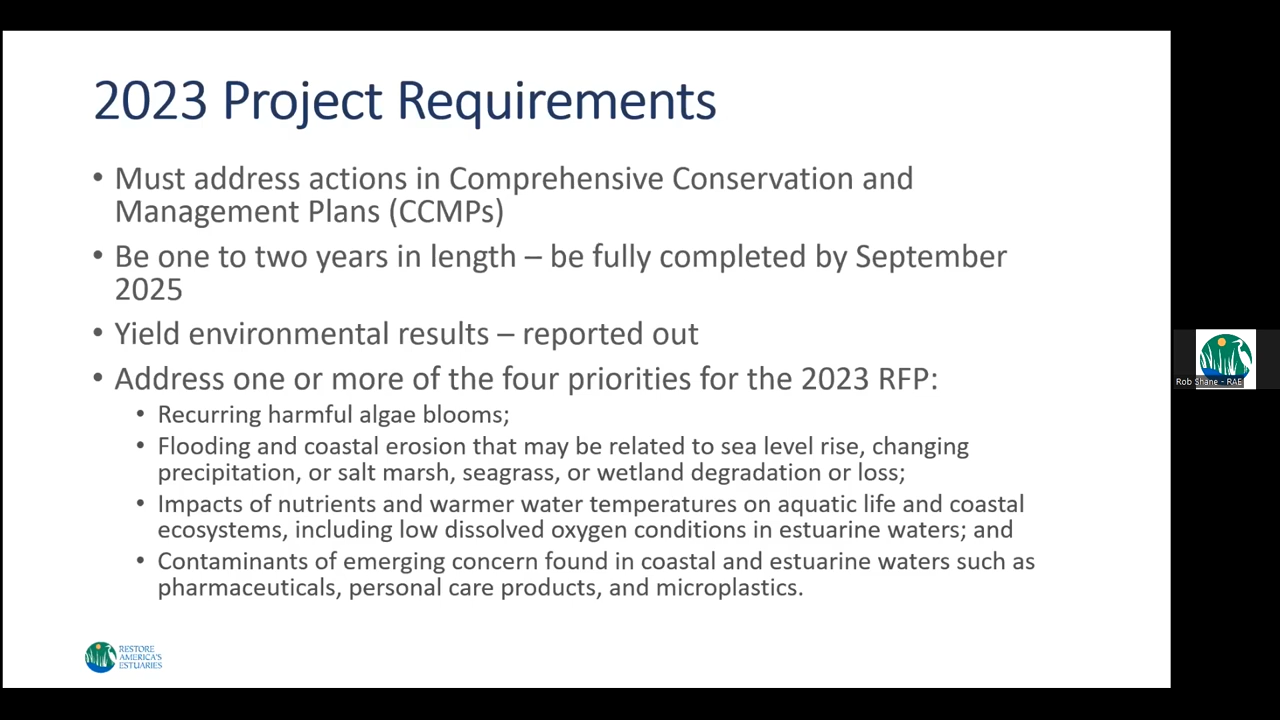 2023 Project Requirements
• Must address actions in Comprehensive Conservation and
Management Plans (CCMPs)
• Be one to two years in length – be fully completed by September
2025
• Yield environmental results – reported out
• Address one or more of the four priorities for the 2023 RFP:
• Recurring harmful algae blooms;
• Flooding and coastal erosion that may be related to sea level rise, changing
precipitation, or salt marsh, seagrass, or wetland degradation or loss;
• Impacts of nutrients and warmer water temperatures on aquatic life and coastal
ecosystems, including low dissolved oxygen conditions in estuarine waters; and
• Contaminants of emerging concern found in coastal and estuarine waters such as
pharmaceuticals, personal care products, and microplastics.
RESTORE
AMERICA'S
ESTUARIES
Rob Shane - RAE